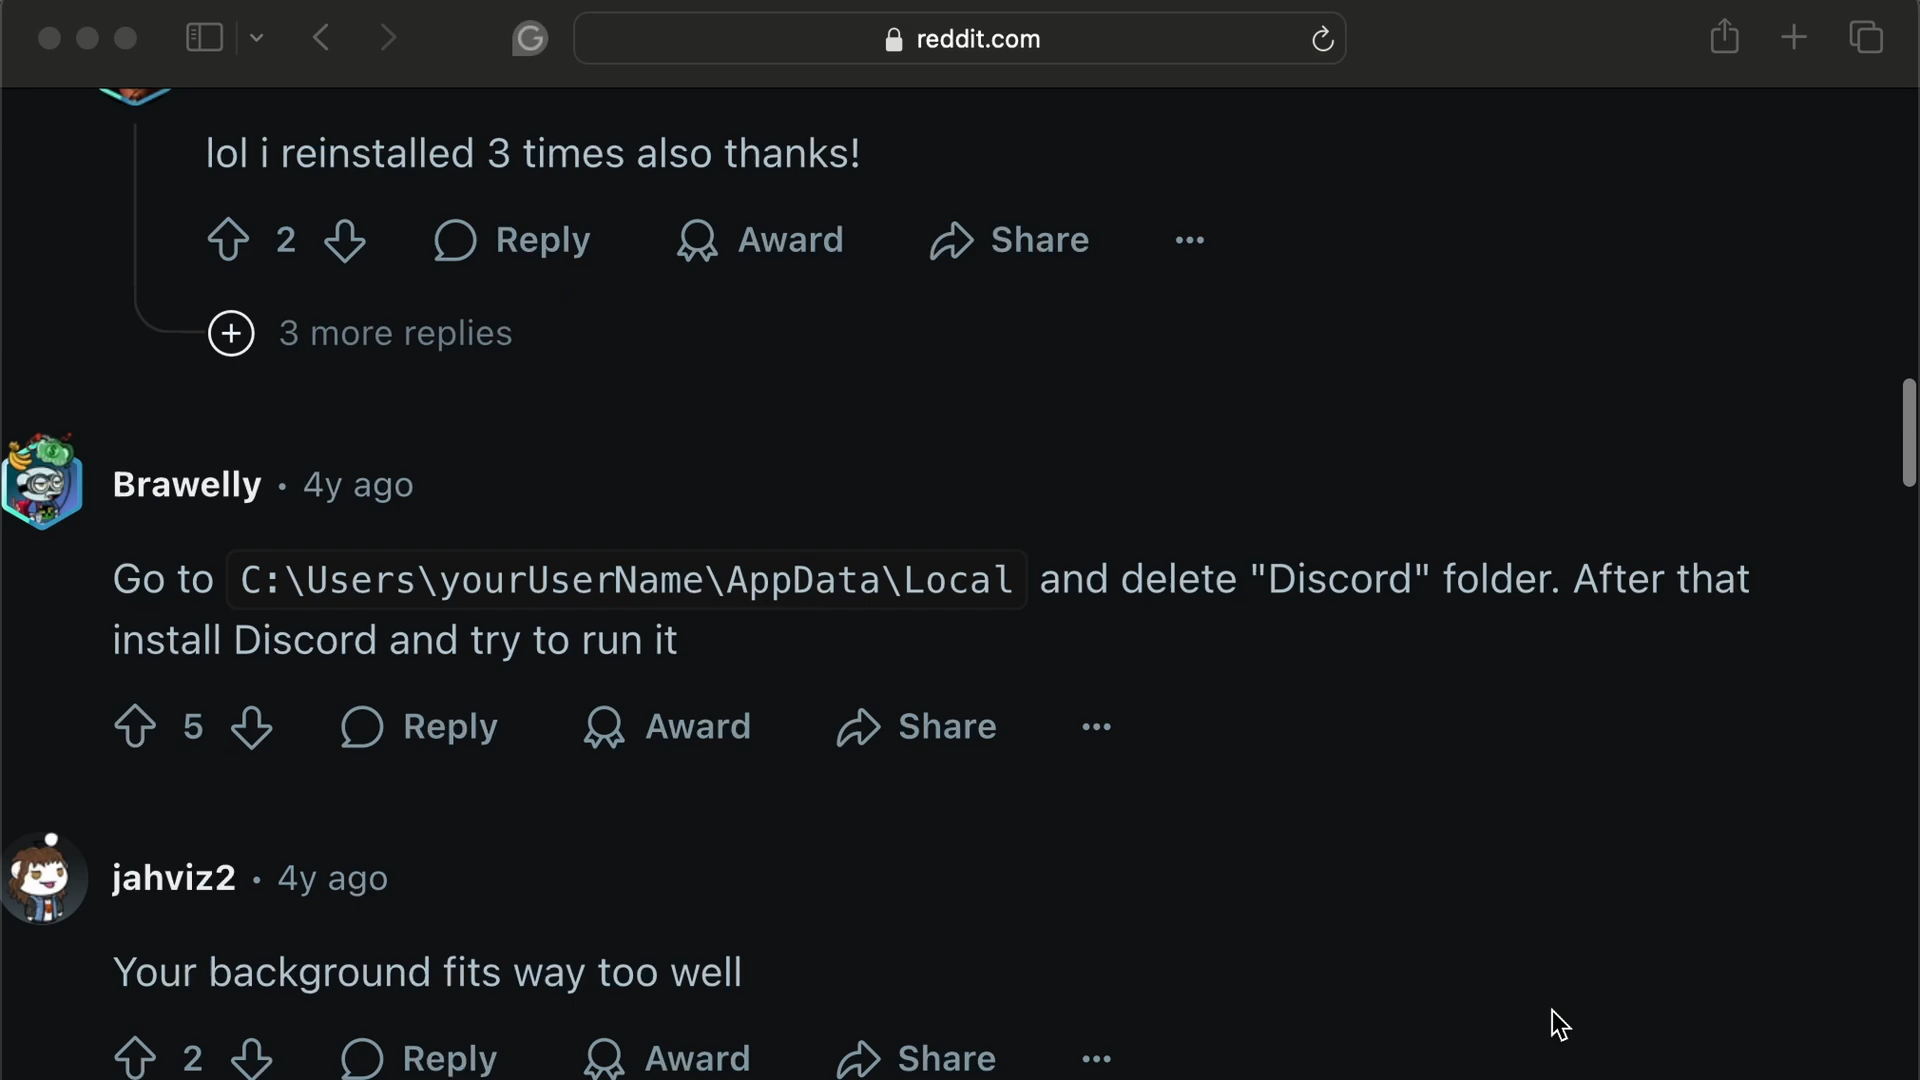 reddit.com
lol i reinstalled 3 times also thanks!
2 Reply Award Share ...
3 more replies
Brawelly · 4y ago
Go to C:\Users\yourUserName\AppData\Local and delete "Discord" folder. After that
install Discord and try to run it
5 Reply Award Share ...
jahviz2 · 4y ago
Your background fits way too well
2 Reply Award Share ...